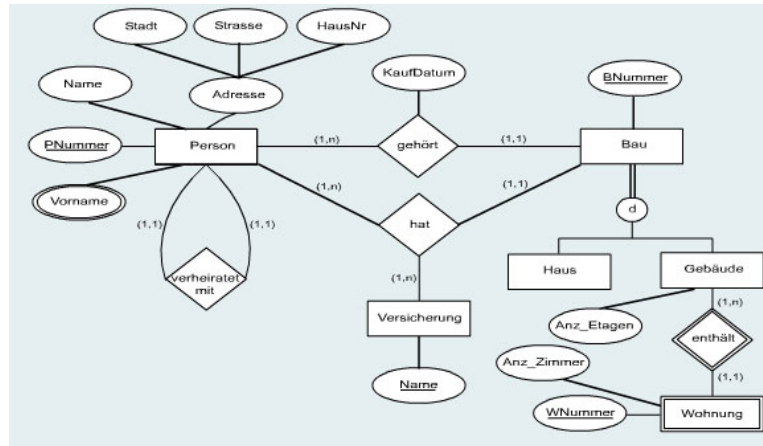 Stadt
Strasse
HausNr
Name
Adresse
KaufDatum
BNummer
PNummer
Person
(1,n)
gehört
(1,1)
Bau
Vorname
(1,n)
(1,1)
(1,1)
(1,1)
hat
d
verheiratet
mit
(1,n)
Haus
Gebäude
Versicherung
Anz_Etagen
(1,n)
enthält
Anz_Zimmer
Name
(1,1)
WNummer
Wohnung